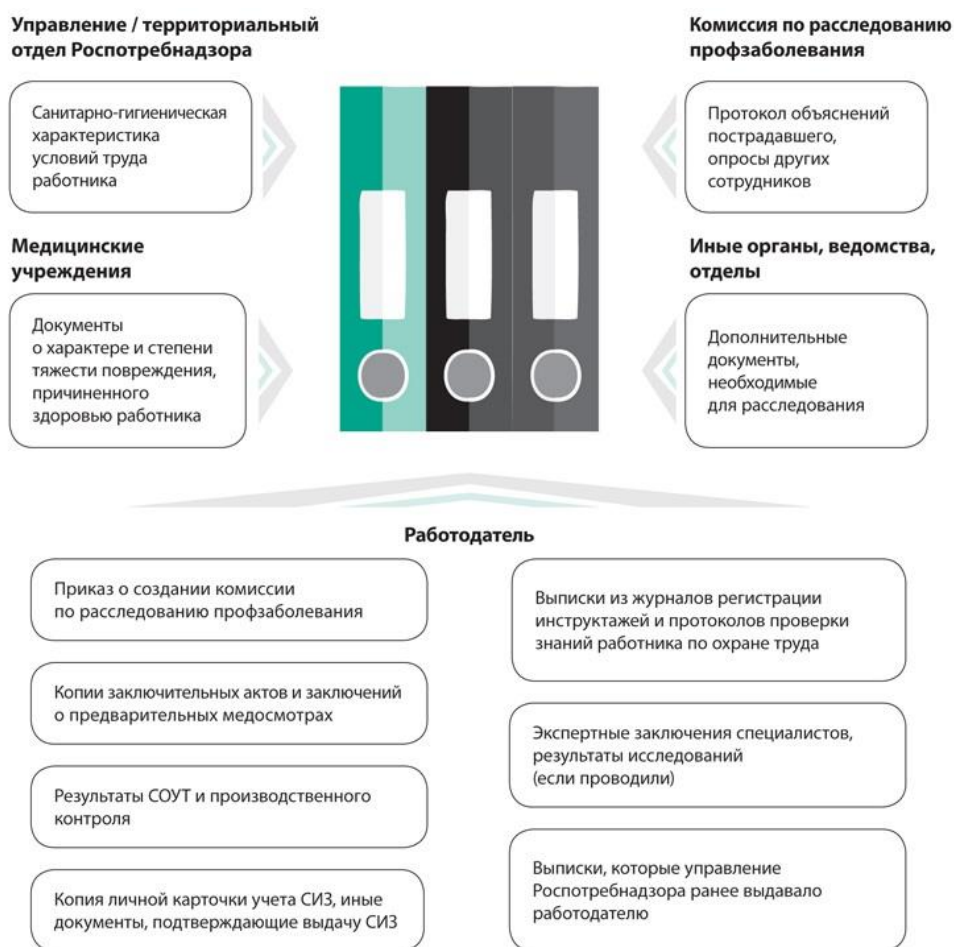 Управление / территориальный
отдел Роспотребнадзора
Санитарно-гигиеническая
характеристика
условий труда
работника
Комиссия по расследованию
профзаболевания
Протокол объяснений
пострадавшего,
опросы других
сотрудников
Медицинские
учреждения
Документы
о характере и степени
тяжести повреждения,
причиненного
здоровью работника
Иные органы, ведомства,
отделы
Дополнительные
документы,
необходимые
для расследования
Работодатель
Приказ о создании комиссии
по расследованию профзаболевания
Копии заключительных актов и заключений
о предварительных медосмотрах
Результаты СОУТ и производственного
контроля
Копия личной карточки учета СИЗ, иные
документы, подтверждающие выдачу СИЗ
Выписки из журналов регистрации
инструктажей и протоколов проверки
знаний работника по охране труда
Экспертные заключения специалистов,
результаты исследований
(если проводили)
Выписки, которые управление
Роспотребнадзора ранее выдавало
работодателю